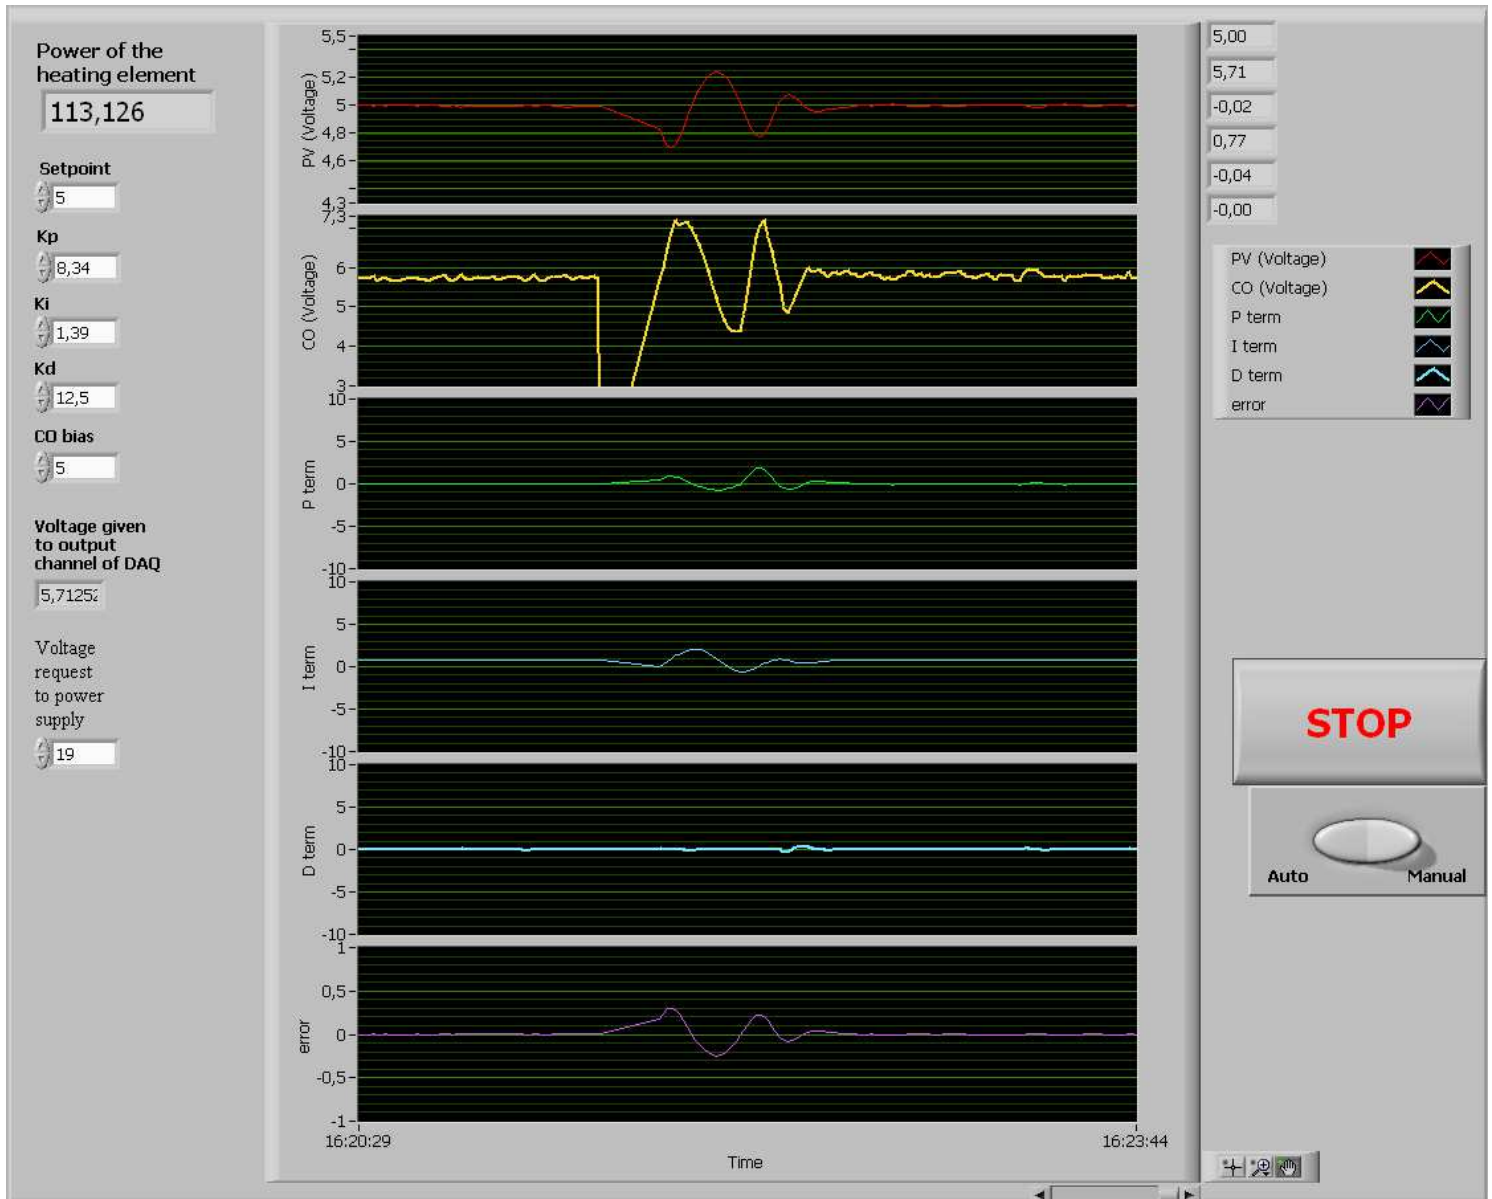 Power of the
heating element
113,126
Setpoint
5
Kp
8,34
Ki
1,39
Kd
12,5
CO bias
5
Voltage given
to output
channel of DAQ
5,71252
Voltage
request
to power
supply
19
PV (Voltage)
5,5
5,2
5
4,8
4,6
4,3
CO (Voltage)
7,3
6
5
4
3
P term
10
5
0
-5
-10
I term
10
5
0
-5
-10
D term
10
5
0
-5
-10
error
1
0,5
0
-0,5
-1
16:20:29
16:23:44
Time
5,00
5,71
-0,02
0,77
-0,04
-0,00
PV (Voltage)
CO (Voltage)
P term
I term
D term
error
STOP
Auto
Manual